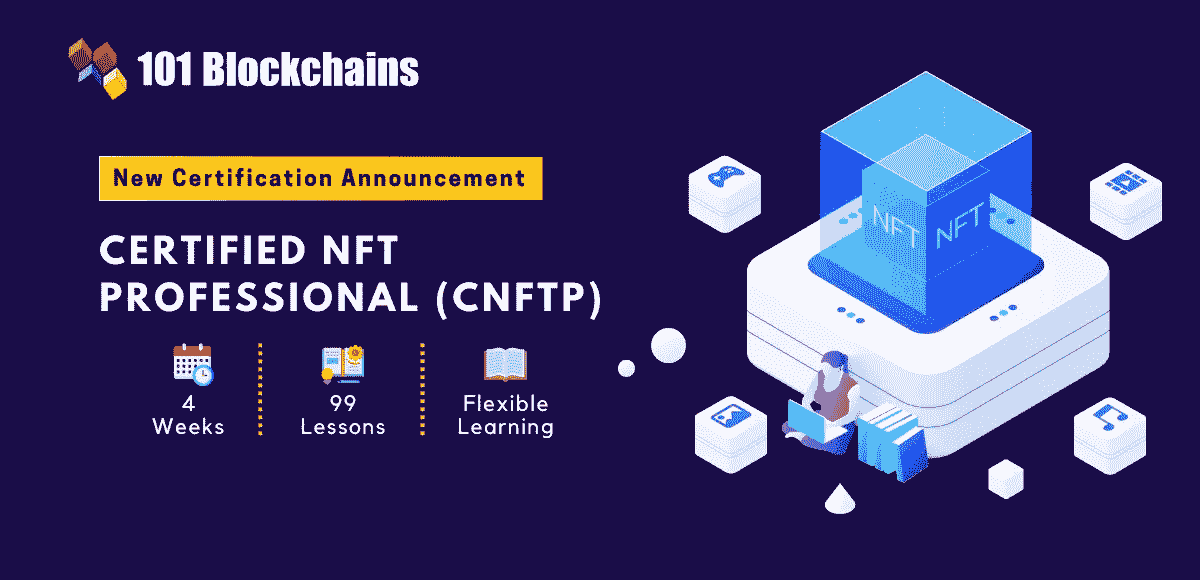 101 Blockchains
New Certification Announcement
CERTIFIED NFT
PROFESSIONAL (CNFTP)
4
Weeks
99
Lessons
Flexible
Learning
NFT
NFT